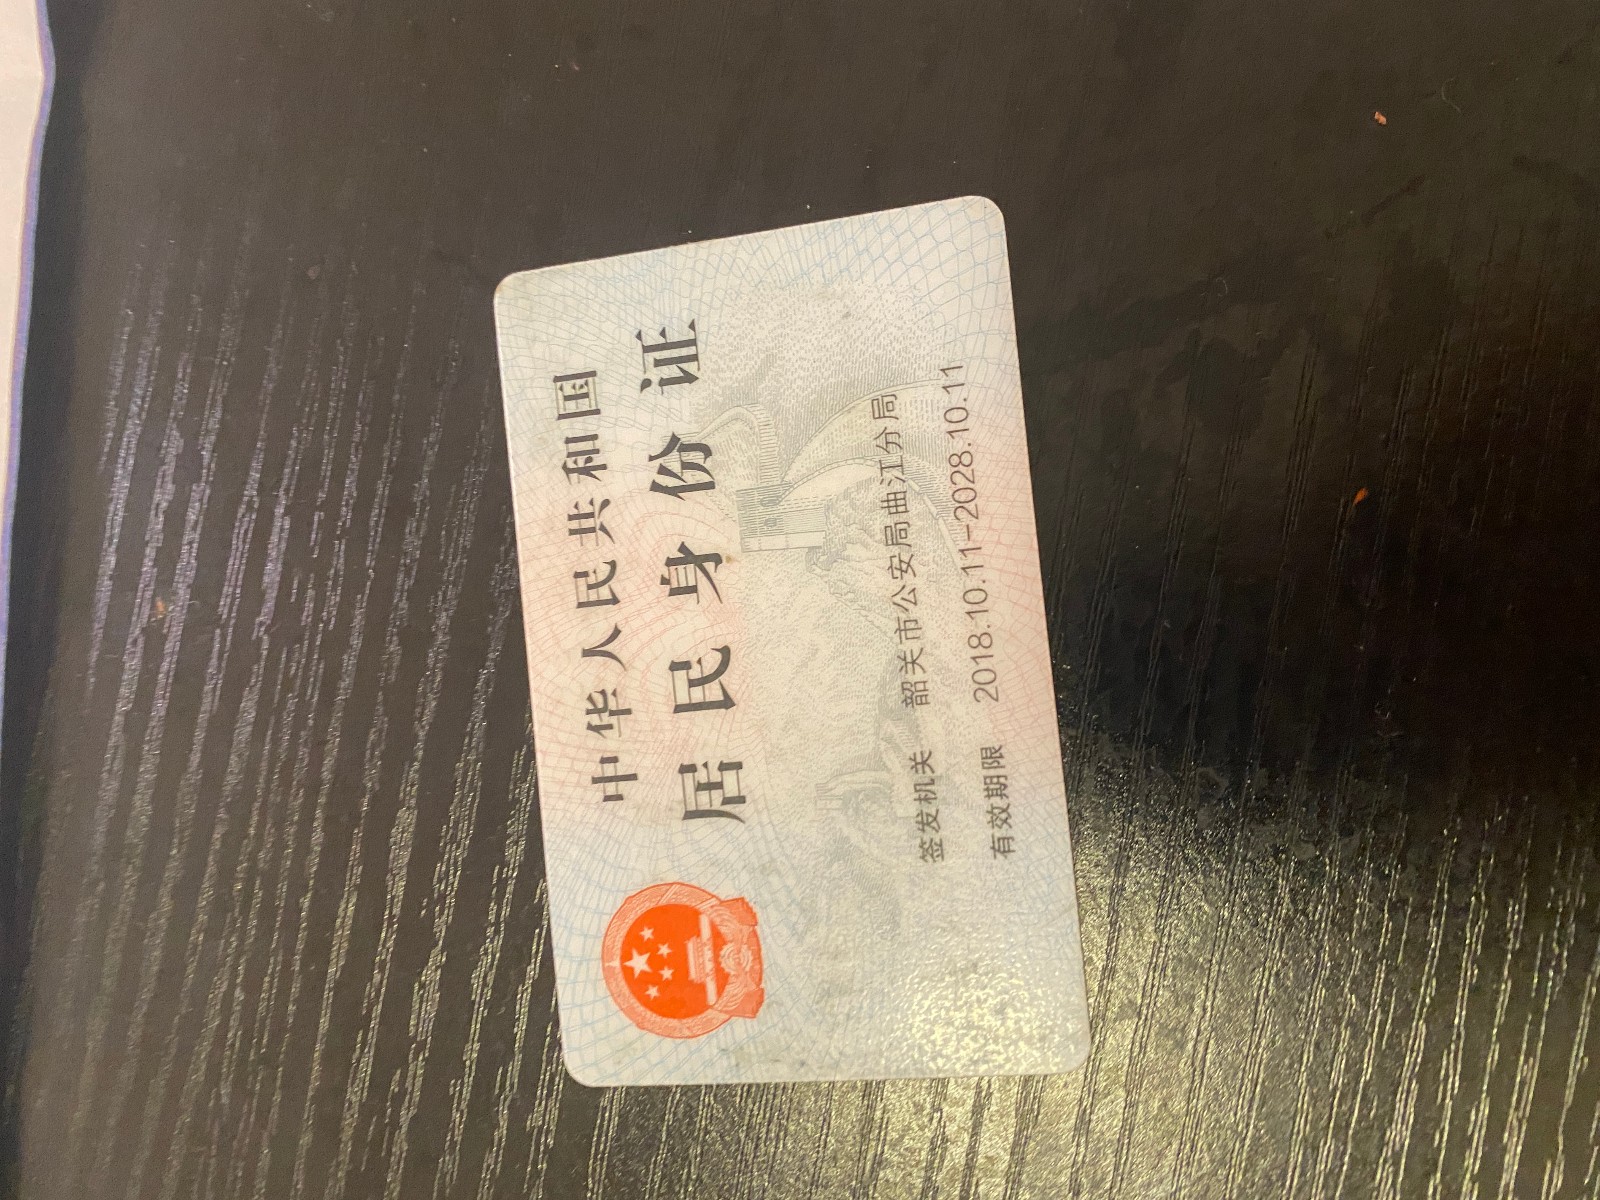 中华人民共和国
居民身份证
签发机关 韶关市公安局曲江分局
有效期限 2018.10.11-2028.10.11